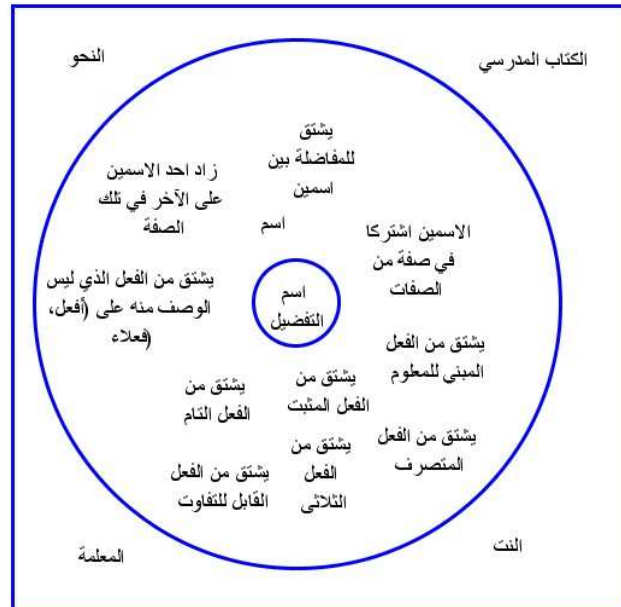 الكتاب المدرسي
النحو
يشتق
للمفاضلة بين
اسمين
زاد احد الاسمين
على الآخر في تلك
الصفة
اسم
الاسمين اشتركا
في صفة من
الصفات
يشتق من الفعل الذي ليس
الوصف منه على (أفعل،
فعلاء)
اسم
التفضيل
يشتق من الفعل
المبنى للمعلوم
يشتق من
الفعل المثبت
يشتق من
الفعل التام
يشتق من الفعل
المتصرف
يشتق من
الفعل
الثلاثى
يشتق من الفعل
القابل للتفاوت
النت
المعلمة